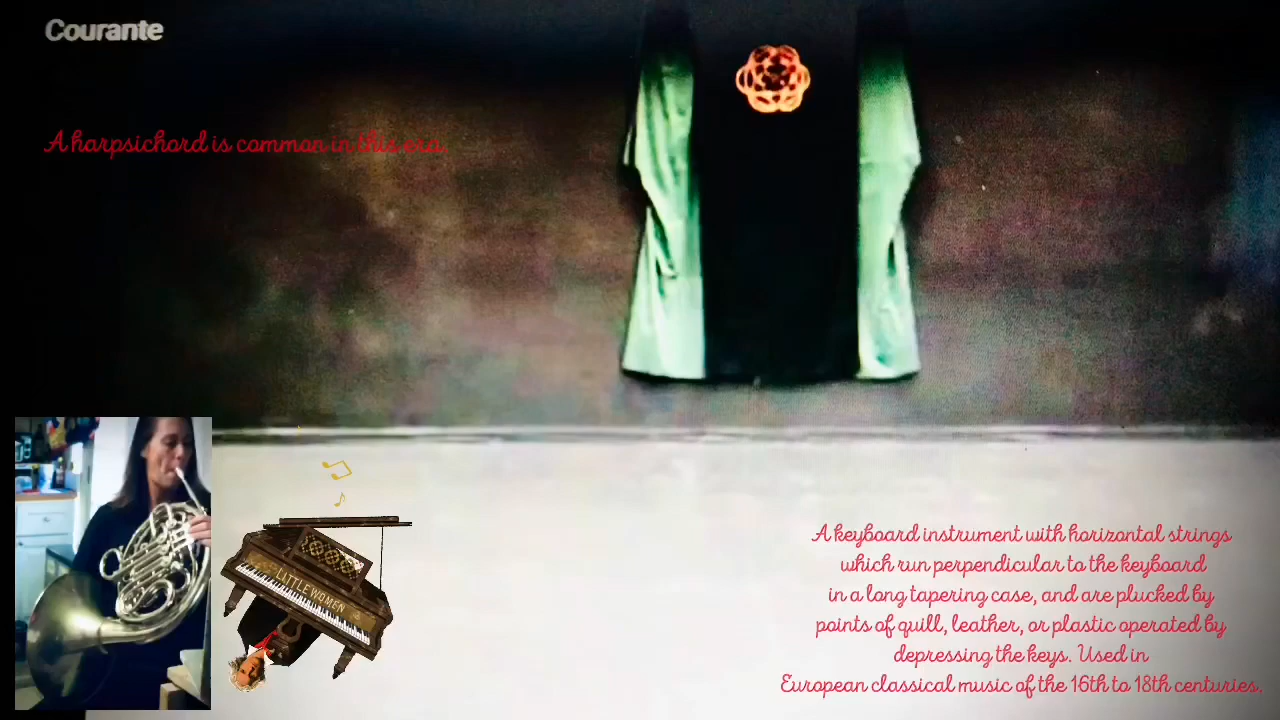 Courante
A harpsichord is common in this era.
LITTLE WOMEN
A keyboard instrument with horizontal strings
which run perpendicular to the keyboard
in a long tapering case, and are plucked by
points of quill, leather, or plastic operated by
depressing the keys. Used in
European classical music of the 16th to 18th centuries.